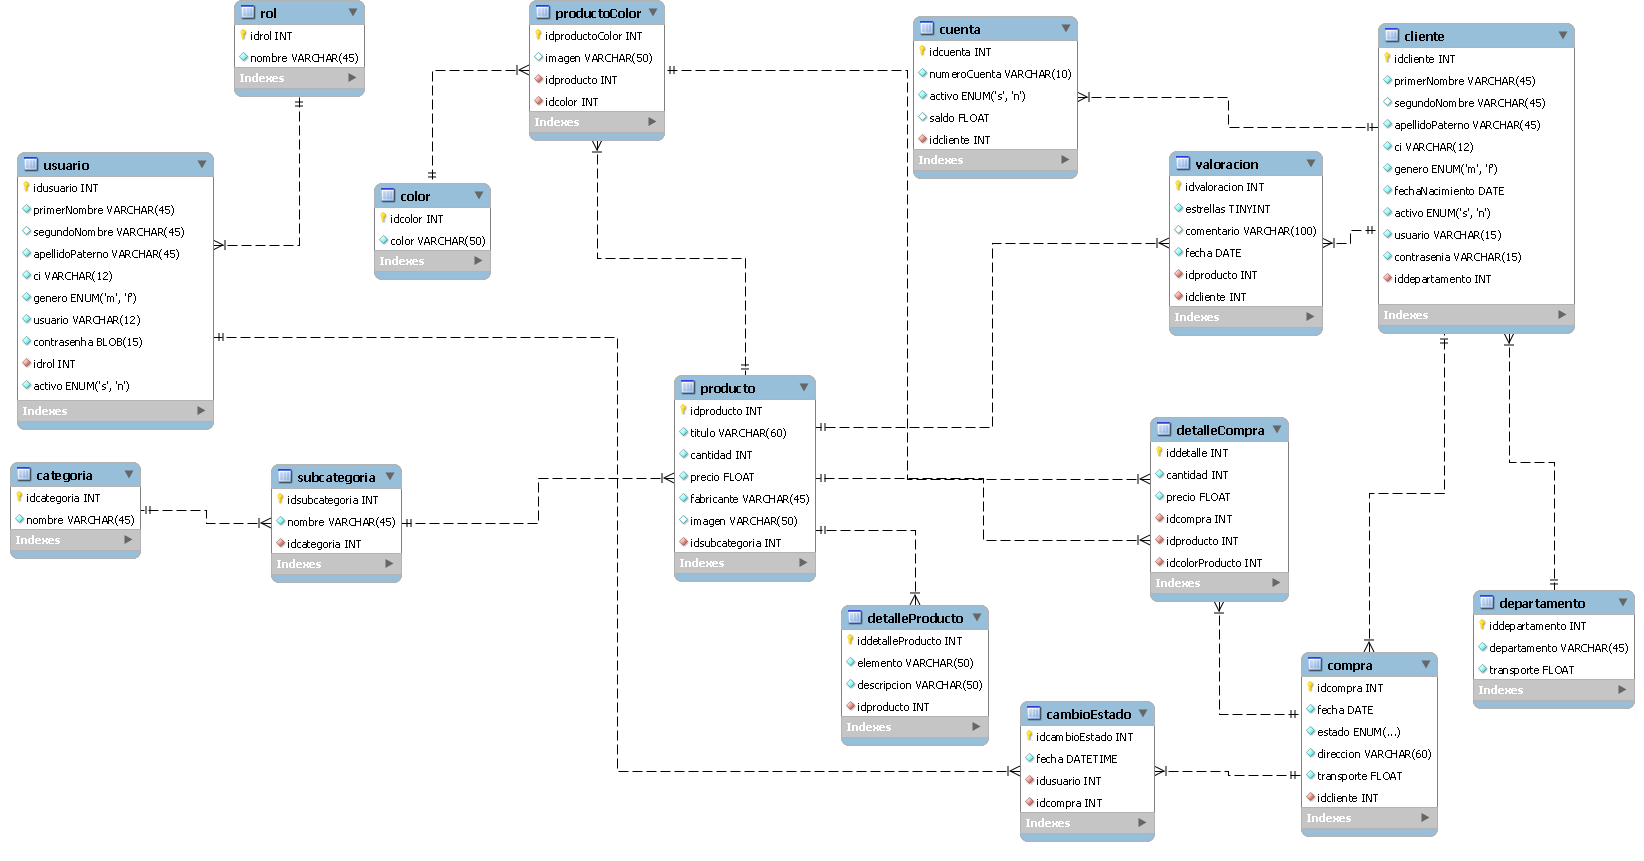 rol
idrol INT
nombre VARCHAR(45)
Indexes
productoColor
idproductoColor INT
imagen VARCHAR(50)
idproducto INT
idcolor INT
Indexes
cuenta
idcuenta INT
numeroCuenta VARCHAR(10)
activo ENUM('s', 'n')
saldo FLOAT
idcliente INT
Indexes
cliente
idcliente INT
primerNombre VARCHAR(45)
segundoNombre VARCHAR(45)
apellidoPaterno VARCHAR(45)
ci VARCHAR(12)
genero ENUM('m', 'f')
fechaNacimiento DATE
activo ENUM('s', 'n')
usuario VARCHAR(15)
contrasenia VARCHAR(15)
iddepartamento INT
Indexes
usuario
idusuario INT
primerNombre VARCHAR(45)
segundoNombre VARCHAR(45)
apellidoPaterno VARCHAR(45)
ci VARCHAR(12)
genero ENUM('m', 'f')
usuario VARCHAR(12)
contrasenha BLOB(15)
idrol INT
activo ENUM('s', 'n')
Indexes
color
idcolor INT
color VARCHAR(50)
Indexes
valoracion
idvaloracion INT
estrellas TINYINT
comentario VARCHAR(100)
fecha DATE
idproducto INT
idcliente INT
Indexes
producto
idproducto INT
titulo VARCHAR(60)
cantidad INT
precio FLOAT
fabricante VARCHAR(45)
imagen VARCHAR(50)
idsubcategoria INT
Indexes
detalleCompra
iddetalle INT
cantidad INT
precio FLOAT
idcompra INT
idproducto INT
idcolorProducto INT
Indexes
categoria
idcategoria INT
nombre VARCHAR(45)
Indexes
subcategoria
idsubcategoria INT
nombre VARCHAR(45)
idcategoria INT
Indexes
detalleProducto
iddetalleProducto INT
elemento VARCHAR(50)
descripcion VARCHAR(50)
idproducto INT
Indexes
departamento
iddepartamento INT
departamento VARCHAR(45)
transporte FLOAT
Indexes
compra
idcompra INT
fecha DATE
estado ENUM(...)
direccion VARCHAR(60)
transporte FLOAT
idcliente INT
Indexes
cambioEstado
idcambioEstado INT
fecha DATETIME
idusuario INT
idcompra INT
Indexes